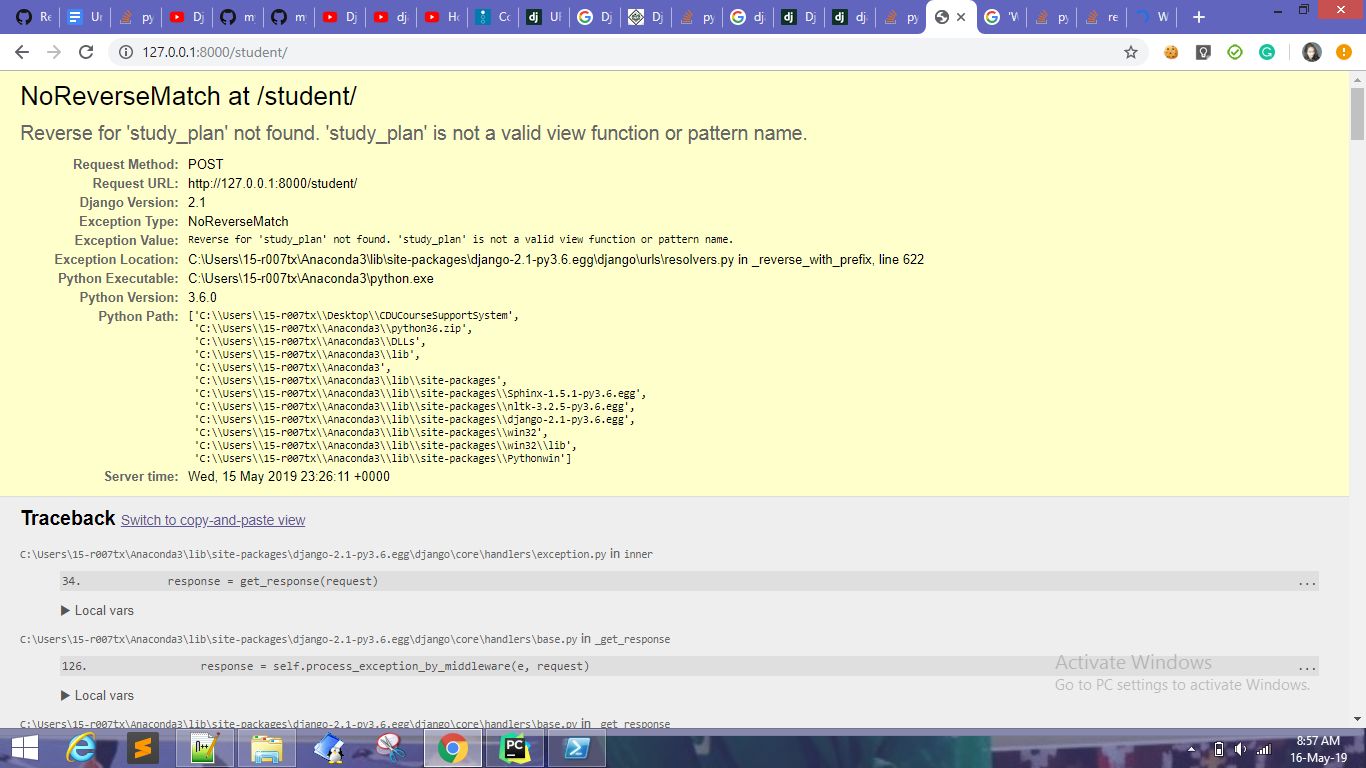 Re
Un
py
Dj
m
m
Dj
dj
Ho
Co
UI
Dj
Dj
py
dj
Dj
dj
py
'W
py
re
W
127.0.0.1:8000/student/
NoReverseMatch at /student/
Reverse for 'study_plan' not found. 'study_plan' is not a valid view function or pattern name.
Request Method: POST
Request URL: http://127.0.0.1:8000/student/
Django Version: 2.1
Exception Type: NoReverseMatch
Exception Value: Reverse for 'study_plan' not found. 'study_plan' is not a valid view function or pattern name.
Exception Location: C:\Users\15-r007tx\Anaconda3\lib\site-packages\django-2.1-py3.6.egg\django\urls\resolvers.py in _reverse_with_prefix, line 622
Python Executable: C:\Users\15-r007tx\Anaconda3\python.exe
Python Version: 3.6.0
Python Path: ['C:\\Users\\15-r007tx\\Desktop\\CDUCourseSupportSystem',
'C:\\Users\\15-r007tx\\Anaconda3\\python36.zip',
'C:\\Users\\15-r007tx\\Anaconda3\\DLLs',
'C:\\Users\\15-r007tx\\Anaconda3\\lib',
'C:\\Users\\15-r007tx\\Anaconda3',
'C:\\Users\\15-r007tx\\Anaconda3\\lib\\site-packages',
'C:\\Users\\15-r007tx\\Anaconda3\\lib\\site-packages\\Sphinx-1.5.1-py3.6.egg',
'C:\\Users\\15-r007tx\\Anaconda3\\lib\\site-packages\\nltk-3.2.5-py3.6.egg',
'C:\\Users\\15-r007tx\\Anaconda3\\lib\\site-packages\\django-2.1-py3.6.egg',
'C:\\Users\\15-r007tx\\Anaconda3\\lib\\site-packages\\win32',
'C:\\Users\\15-r007tx\\Anaconda3\\lib\\site-packages\\win32\\lib',
'C:\\Users\\15-r007tx\\Anaconda3\\lib\\site-packages\\Pythonwin']
Server time: Wed, 15 May 2019 23:26:11 +0000
Traceback Switch to copy-and-paste view
C:\Users\15-r007tx\Anaconda3\lib\site-packages\django-2.1-py3.6.egg\django\core\handlers\exception.py in inner
34. response = get_response(request) ...
▶ Local vars
C:\Users\15-r007tx\Anaconda3\lib\site-packages\django-2.1-py3.6.egg\django\core\handlers\base.py in _get_response
126. response = self.process_exception_by_middleware(e, request) ...
▶ Local vars
C:\Users\15-r007tx\Anaconda3\lib\site-packages\django-2.1-py3.6.egg\django\core\handlers\base.py in _get_response
Activate Windows
Go to PC settings to activate Windows.
8:57 AM
16-May-19